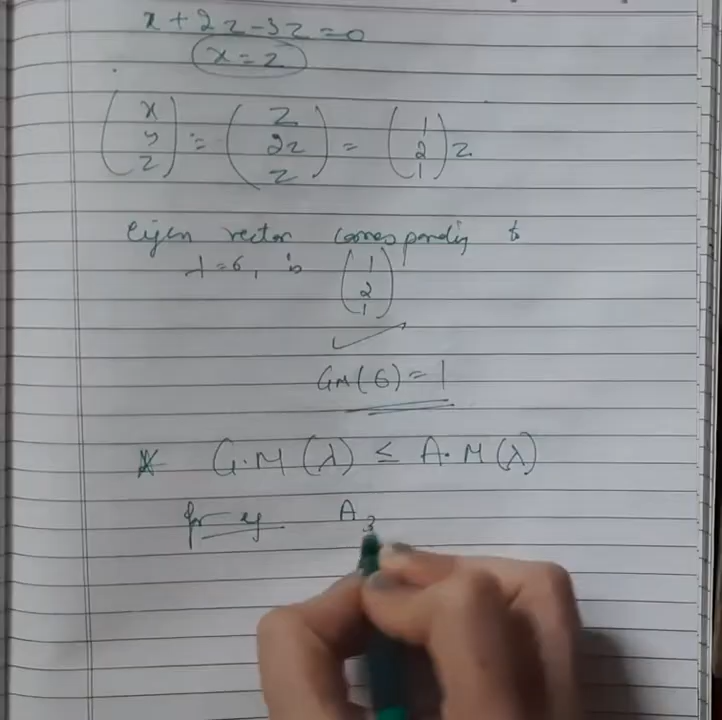 x + 2z - 3z = 0
x = z
(x y z) = (z 2z z) = (1 2 1) z
Eigen vector corresponding to
λ = 6, is (1 2 1)
GM(6) = 1
* G.M(λ) ≤ A.M(λ)
for eg A3